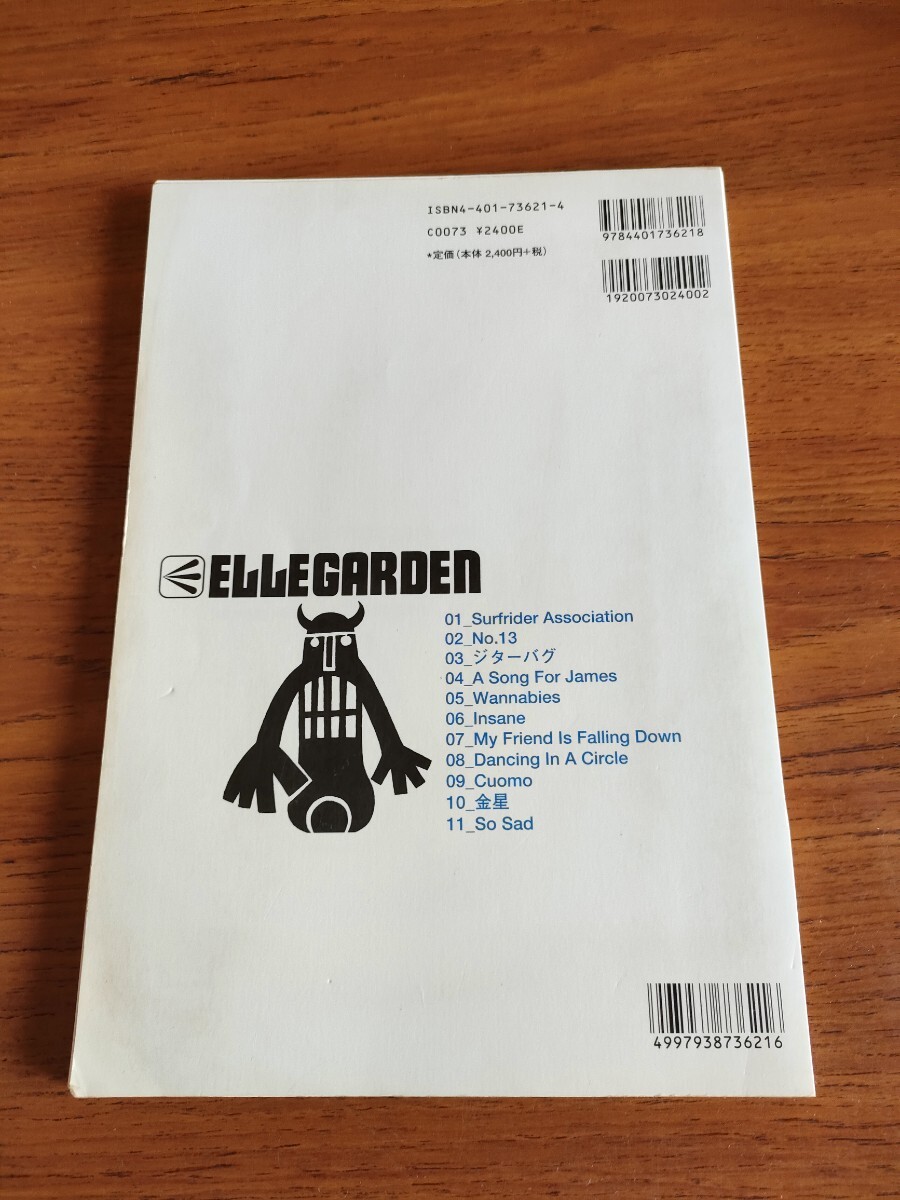 ISBN4-401-73621-4
C0073 ¥2400E
*定価(本体 2,400円+税)
9784401736218
1920073024002
ELLEGARDEN
01_Surfrider Association
02_No.13
03_ジターバグ
04_A Song For James
05_Wannabies
06_Insane
07_My Friend Is Falling Down
08_Dancing In A Circle
09_Cuomo
10_金星
11_So Sad
4997938736216